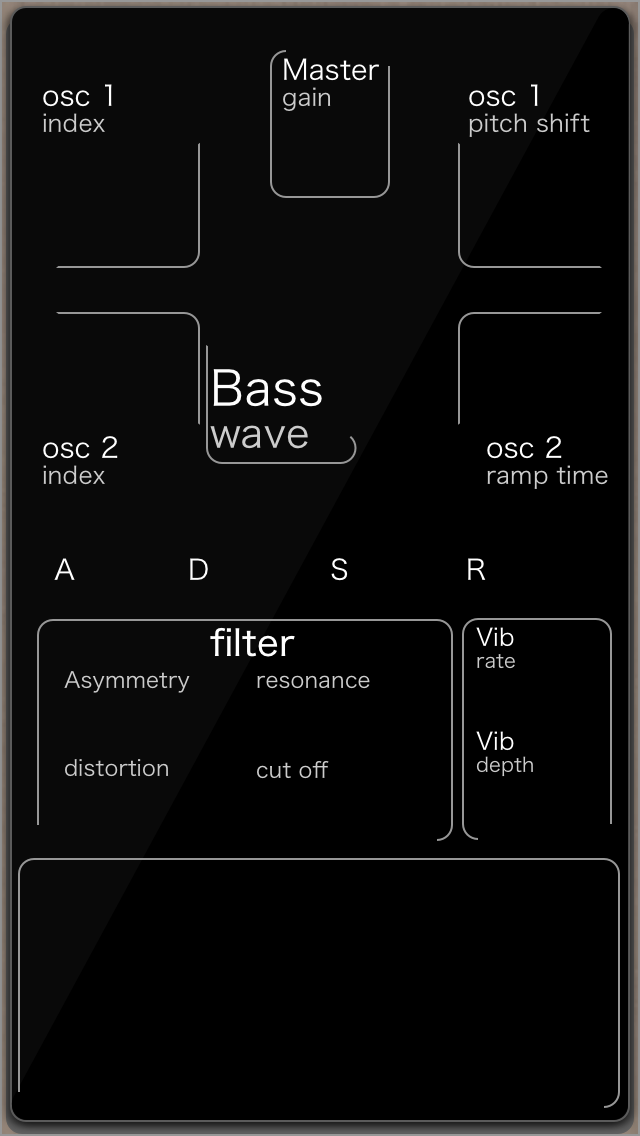 Master
gain
osc 1
index
osc 1
pitch shift
Bass
wave
osc 2
index
osc 2
ramp time
A D S R
filter
Asymmetry resonance
distortion cut off
Vib
rate
Vib
depth